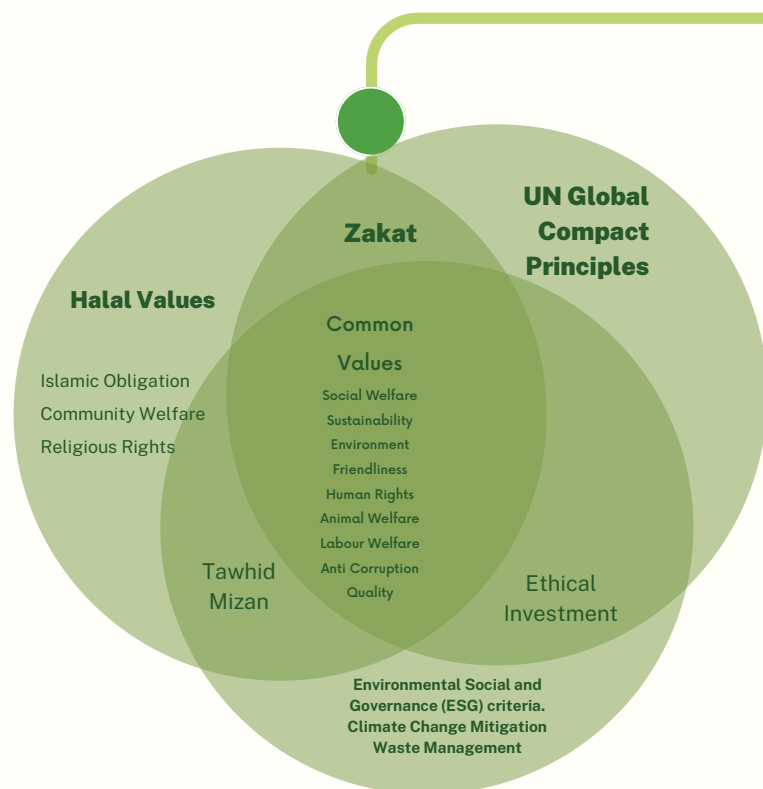 UN Global
Compact
Principles
Zakat
Halal Values
Islamic Obligation
Community Welfare
Religious Rights
Common
Values
Social Welfare
Sustainability
Environment
Friendliness
Human Rights
Animal Welfare
Labour Welfare
Anti Corruption
Quality
Tawhid
Mizan
Ethical
Investment
Environmental Social and
Governance (ESG) criteria.
Climate Change Mitigation
Waste Management